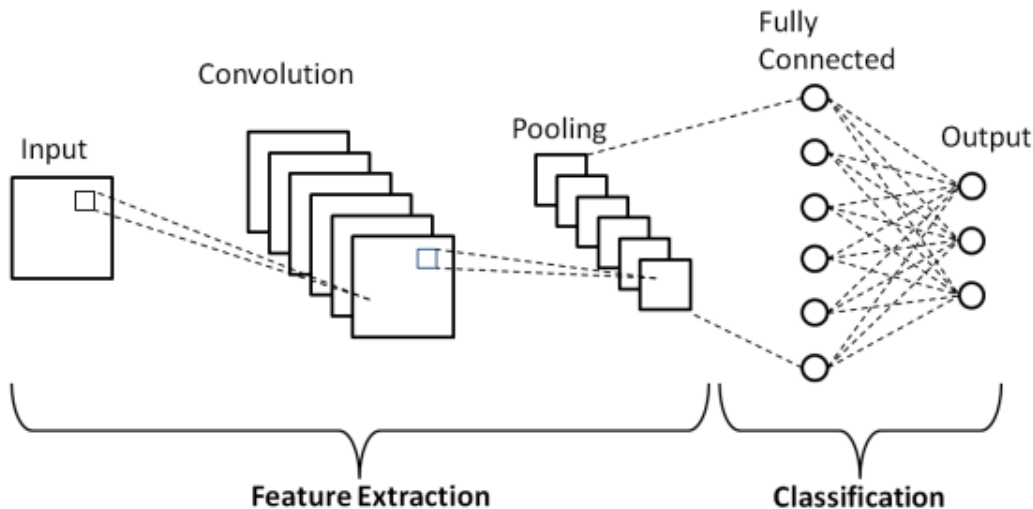 Fully
Connected
Convolution
Pooling
Input
Output
Feature Extraction
Classification